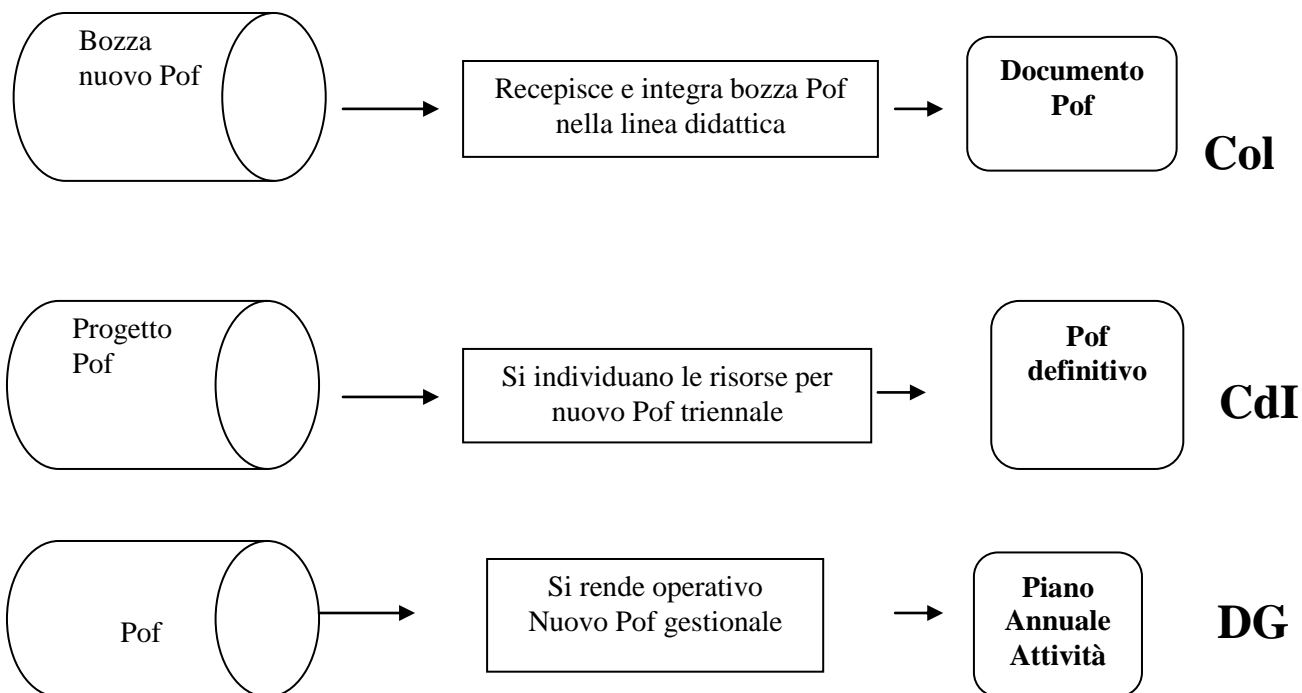 Bozza
nuovo Pof
Recepisce e integra bozza Pof
nella linea didattica
Documento
Pof
Col
Progetto
Pof
Si individuano le risorse per
nuovo Pof triennale
Pof
definitivo
CdI
Pof
Si rende operativo
Nuovo Pof gestionale
Piano
Annuale
Attività
DG